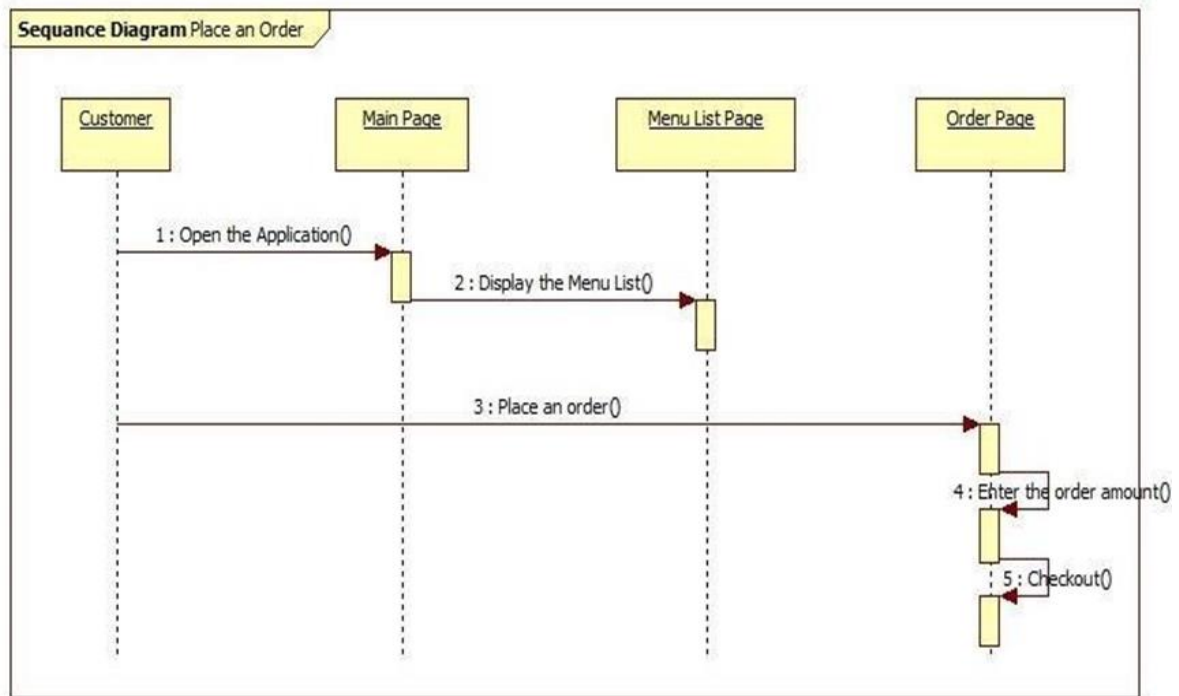 Sequance Diagram Place an Order
Customer
Main Page
Menu List Page
Order Page
1 : Open the Application()
2 : Display the Menu List()
3 : Place an order()
4 : Enter the order amount()
5 : Checkout()